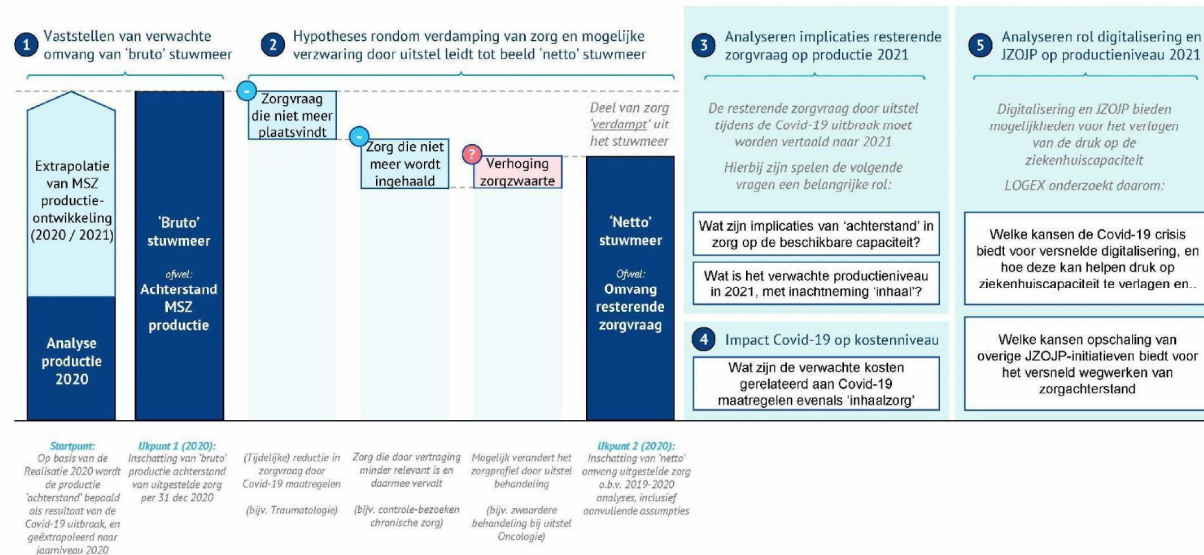 1 Vaststellen van verwachte
omvang van ‘bruto’ stuwmeer
2 Hypotheses rondom verdamping van zorg en mogelijke
verzwaring door uitstel leidt tot beeld ‘netto’ stuwmeer
3 Analyseren implicaties resterende
zorgvraag op productie 2021
5 Analyseren rol digitalisering en
JZOJP op productieniveau 2021
Extrapolatie
van MSZ
productie-
ontwikkeling
(2020 / 2021)
Analyse
productie
2020
‘Bruto’
stuwmeer
ofwel:
Achterstand
MSZ
productie
-
Zorgvraag
die niet meer
plaatsvindt
-
Zorg die niet
meer wordt
ingehaald
?
Verhoging
zorgzwaarte
Deel van zorg
‘verdampt’ uit
het stuwmeer
‘Netto’
stuwmeer
Ofwel:
Omvang
resterende
zorgvraag
De resterende zorgvraag door uitstel
tijdens de Covid-19 uitbraak moet
worden vertaald naar 2021
Hierbij zijn spelen de volgende
vragen een belangrijke rol:
Wat zijn implicaties van ‘achterstand’ in
zorg op de beschikbare capaciteit?
Wat is het verwachte productieniveau
in 2021, met inachtneming ‘inhaal’?
4 Impact Covid-19 op kostenniveau
Wat zijn de verwachte kosten
gerelateerd aan Covid-19
maatregelen evenals ‘inhaalzorg’
Digitalisering en JZOJP bieden
mogelijkheden voor het verlagen
van de druk op de
ziekenhuiscapaciteit
LOGEX onderzoekt daarom:
Welke kansen de Covid-19 crisis
biedt voor versnelde digitalisering, en
hoe deze kan helpen druk op
ziekenhuiscapaciteit te verlagen en..
Welke kansen opschaling van
overige JZOJP-initiatieven biedt voor
het versneld wegwerken van
zorgachterstand
Startpunt:
Op basis van de
Realisatie 2020 wordt
de productie
‘achterstand’ bepaald
als resultaat van de
Covid-19 uitbraak, en
geëxtrapoleerd naar
jaarniveau 2020
IJkpunt 1 (2020):
Inschatting van ‘bruto’
productie achterstand
van uitgestelde zorg
per 31 dec 2020
(Tijdelijke) reductie in
zorgvraag door
Covid-19 maatregelen
(bijv. Traumatologie)
Zorg die door vertraging
minder relevant is en
daarmee vervalt
(bijv. controle-bezoeken
chronische zorg)
Mogelijk verandert het
zorgprofiel door uitstel
behandeling
(bijv. zwaardere
behandeling bij uitstel
Oncologie)
IJkpunt 2 (2020):
Inschatting van ‘netto’
omvang uitgestelde zorg
o.b.v. 2019-2020
analyses, inclusief
aanvullende assumpties